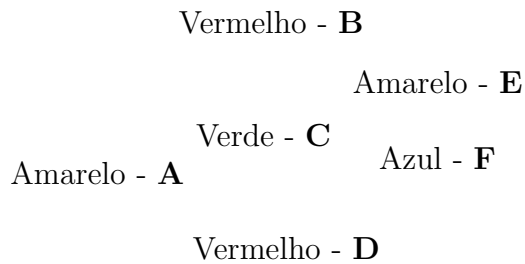 Vermelho - B
Amarelo - E
Verde - C
Azul - F
Amarelo - A
Vermelho - D